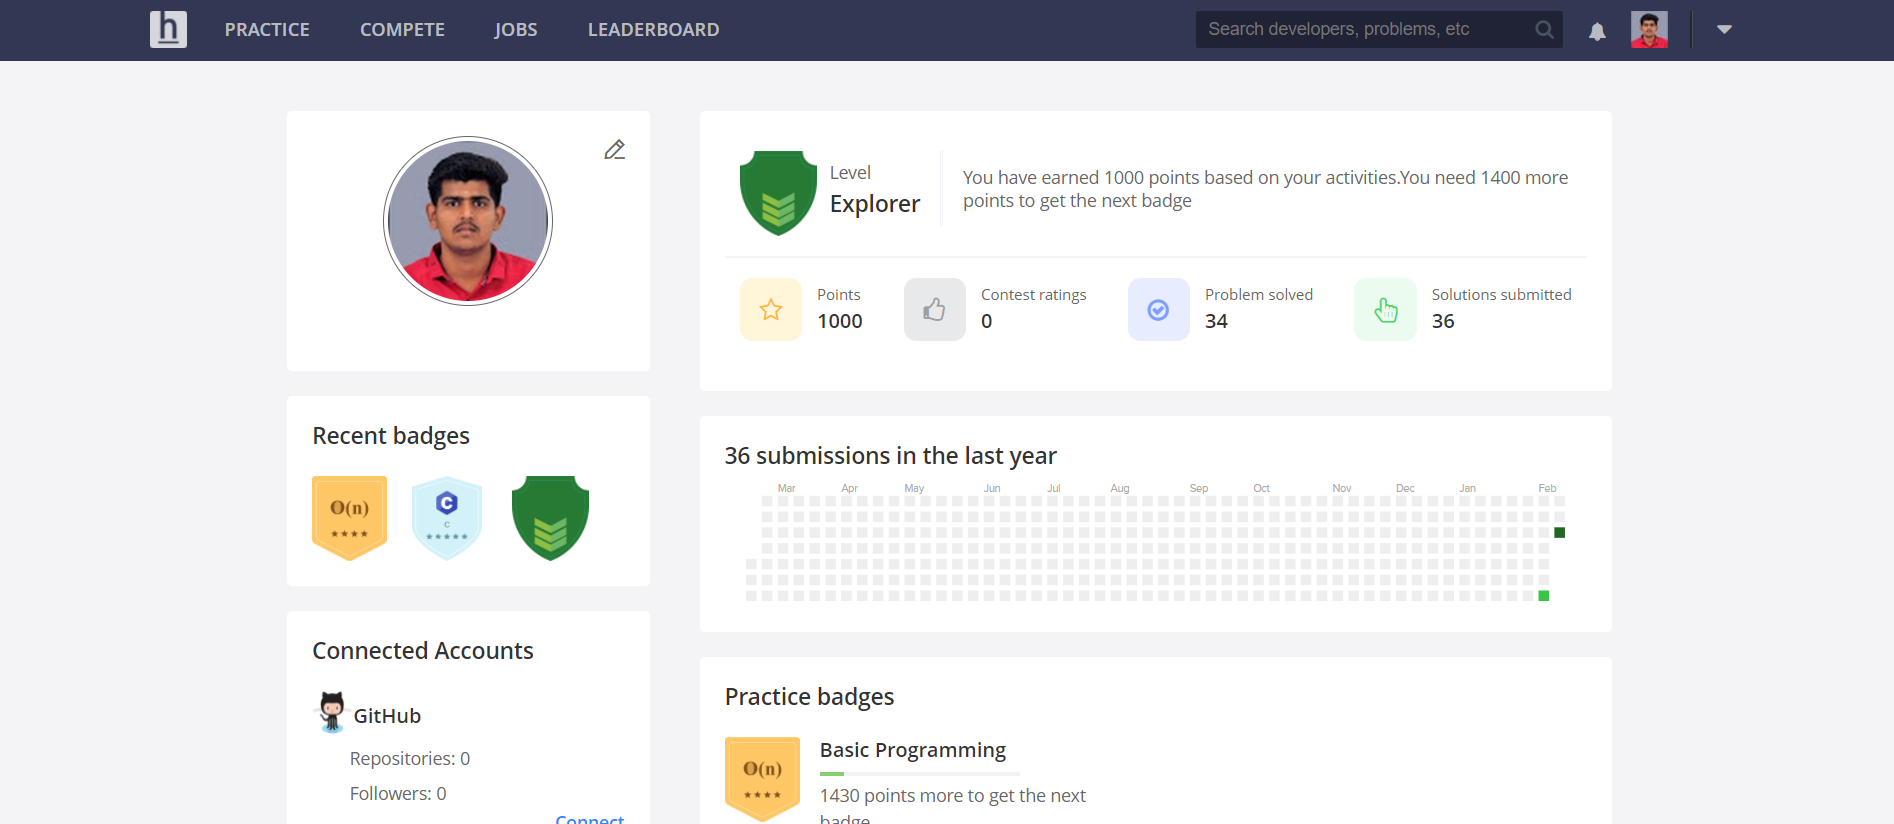 h PRACTICE COMPETE JOBS LEADERBOARD Search developers, problems, etc
Level
Explorer
You have earned 1000 points based on your activities.You need 1400 more
points to get the next badge
Points
1000
Contest ratings
0
Problem solved
34
Solutions submitted
36
Recent badges
O(n)
C
C
Connected Accounts
GitHub
Repositories: 0
Followers: 0
Connect
36 submissions in the last year
Mar Apr May Jun Jul Aug Sep Oct Nov Dec Jan Feb
Practice badges
O(n)
Basic Programming
1430 points more to get the next
badge